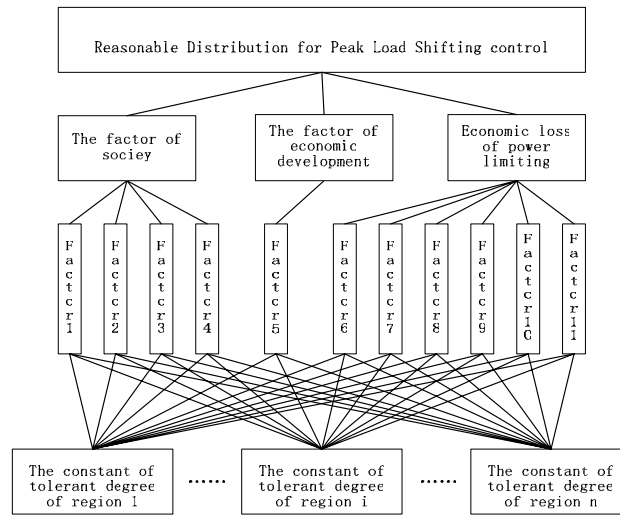 Reasonable Distribution for Peak Load Shifting control
The factor of
sociey
The factor of
economic
development
Economic loss
of power
limiting
Factcr1
Factcr2
Factcr3
Factcr4
Factcr5
Factcr6
Factcr7
Factcr8
Factcr9
Factcr10
Factcr11
The constant of
tolerant degree
of region 1
......
The constant of
tolerant degree
of region i
......
The constant of
tolerant degree
of region n